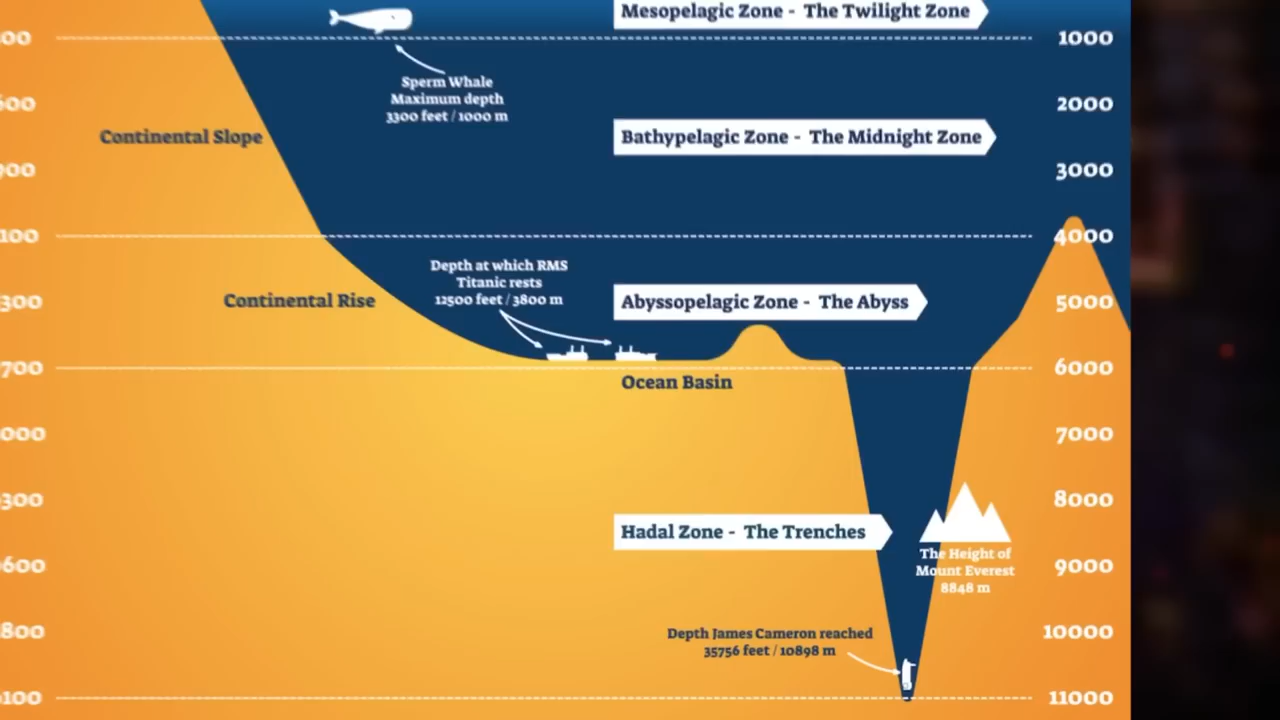 Mesopelagic Zone - The Twilight Zone
1000
Sperm Whale
Maximum depth
3300 feet / 1000 m
2000
Continental Slope
Bathypelagic Zone - The Midnight Zone
3000
4000
Depth at which RMS
Titanic rests
12500 feet / 3800 m
Continental Rise
Abyssopelagic Zone - The Abyss
5000
6000
Ocean Basin
7000
8000
Hadal Zone - The Trenches
The Height of
Mount Everest
8848 m
9000
Depth James Cameron reached
35756 feet / 10898 m
10000
11000